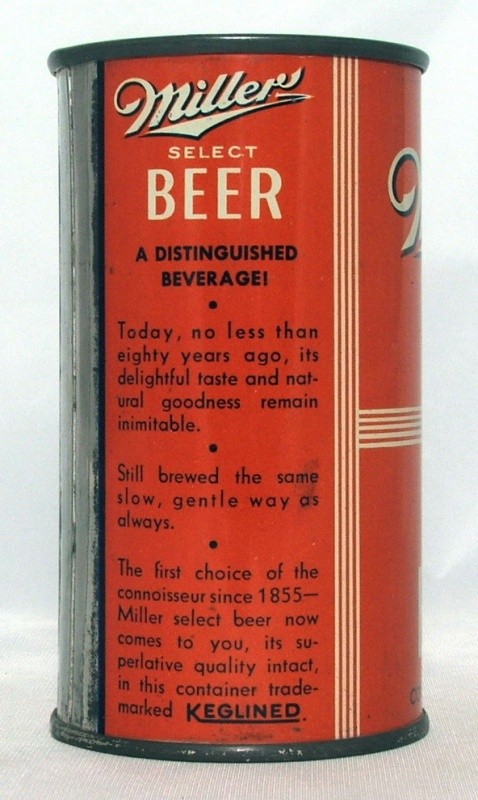 Miller
SELECT
BEER
A DISTINGUISHED
BEVERAGE!
•
Today, no less than
eighty years ago, its
delightful taste and nat-
ural goodness remain
inimitable.
•
Still brewed the same
slow, gentle way as
always.
•
The first choice of the
connoisseur since 1855—
Miller select beer now
comes to you, its su-
perlative quality intact,
in this container trade-
marked KEGLINED.